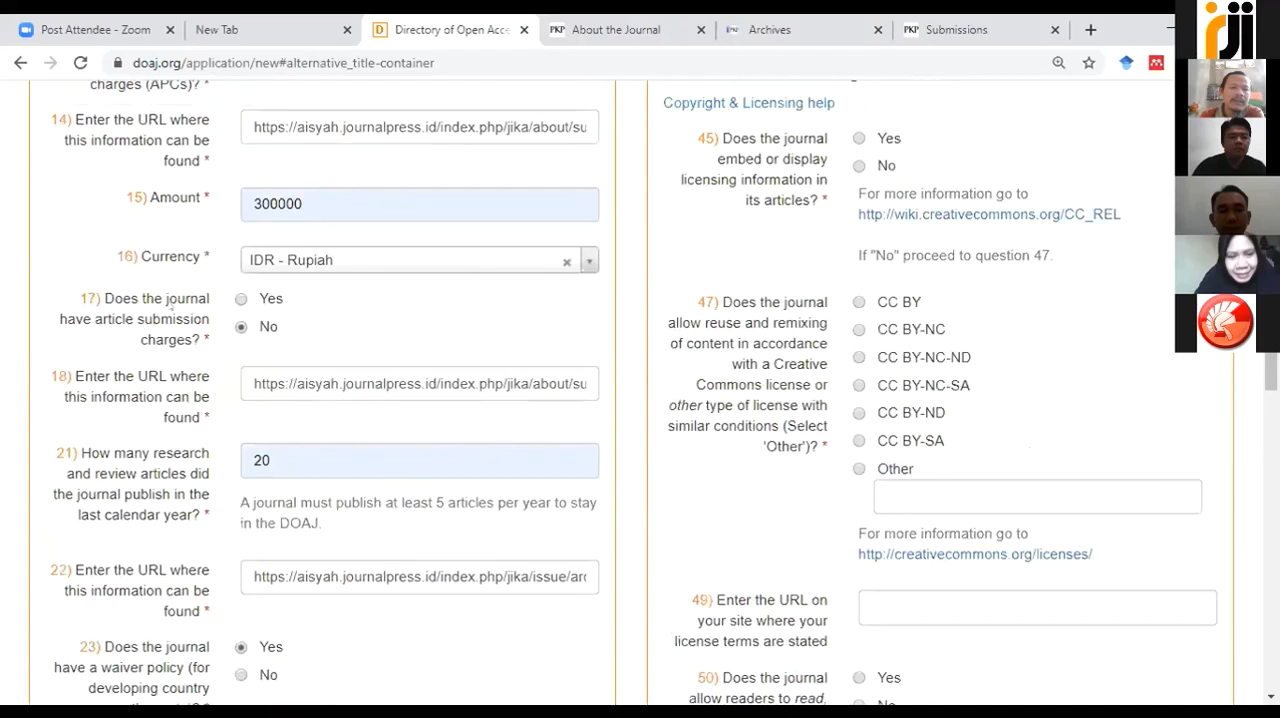 Post Attendee - Zoom
New Tab
Directory of Open Acce
PKP About the Journal
Archives
PKP Submissions
doaj.org/application/new#alternative_title-container
charges (APCs)? *
14) Enter the URL where
this information can be
found *
https://aisyah.journalpress.id/index.php/jika/about/su
15) Amount *
300000
16) Currency *
IDR - Rupiah
17) Does the journal
have article submission
charges? *
Yes
No
18) Enter the URL where
this information can be
found *
https://aisyah.journalpress.id/index.php/jika/about/su
21) How many research
and review articles did
the journal publish in the
last calendar year? *
20
A journal must publish at least 5 articles per year to stay
in the DOAJ.
22) Enter the URL where
this information can be
found *
https://aisyah.journalpress.id/index.php/jika/issue/arc
23) Does the journal
have a waiver policy (for
developing country
Yes
No
Copyright & Licensing help
45) Does the journal
embed or display
licensing information in
its articles? *
Yes
No
For more information go to
http://wiki.creativecommons.org/CC_REL
If "No" proceed to question 47.
47) Does the journal
allow reuse and remixing
of content in accordance
with a Creative
Commons license or
other type of license with
similar conditions (Select
'Other')? *
CC BY
CC BY-NC
CC BY-NC-ND
CC BY-NC-SA
CC BY-ND
CC BY-SA
Other
For more information go to
http://creativecommons.org/licenses/
49) Enter the URL on
your site where your
license terms are stated
50) Does the journal
allow readers to read,
Yes
rji